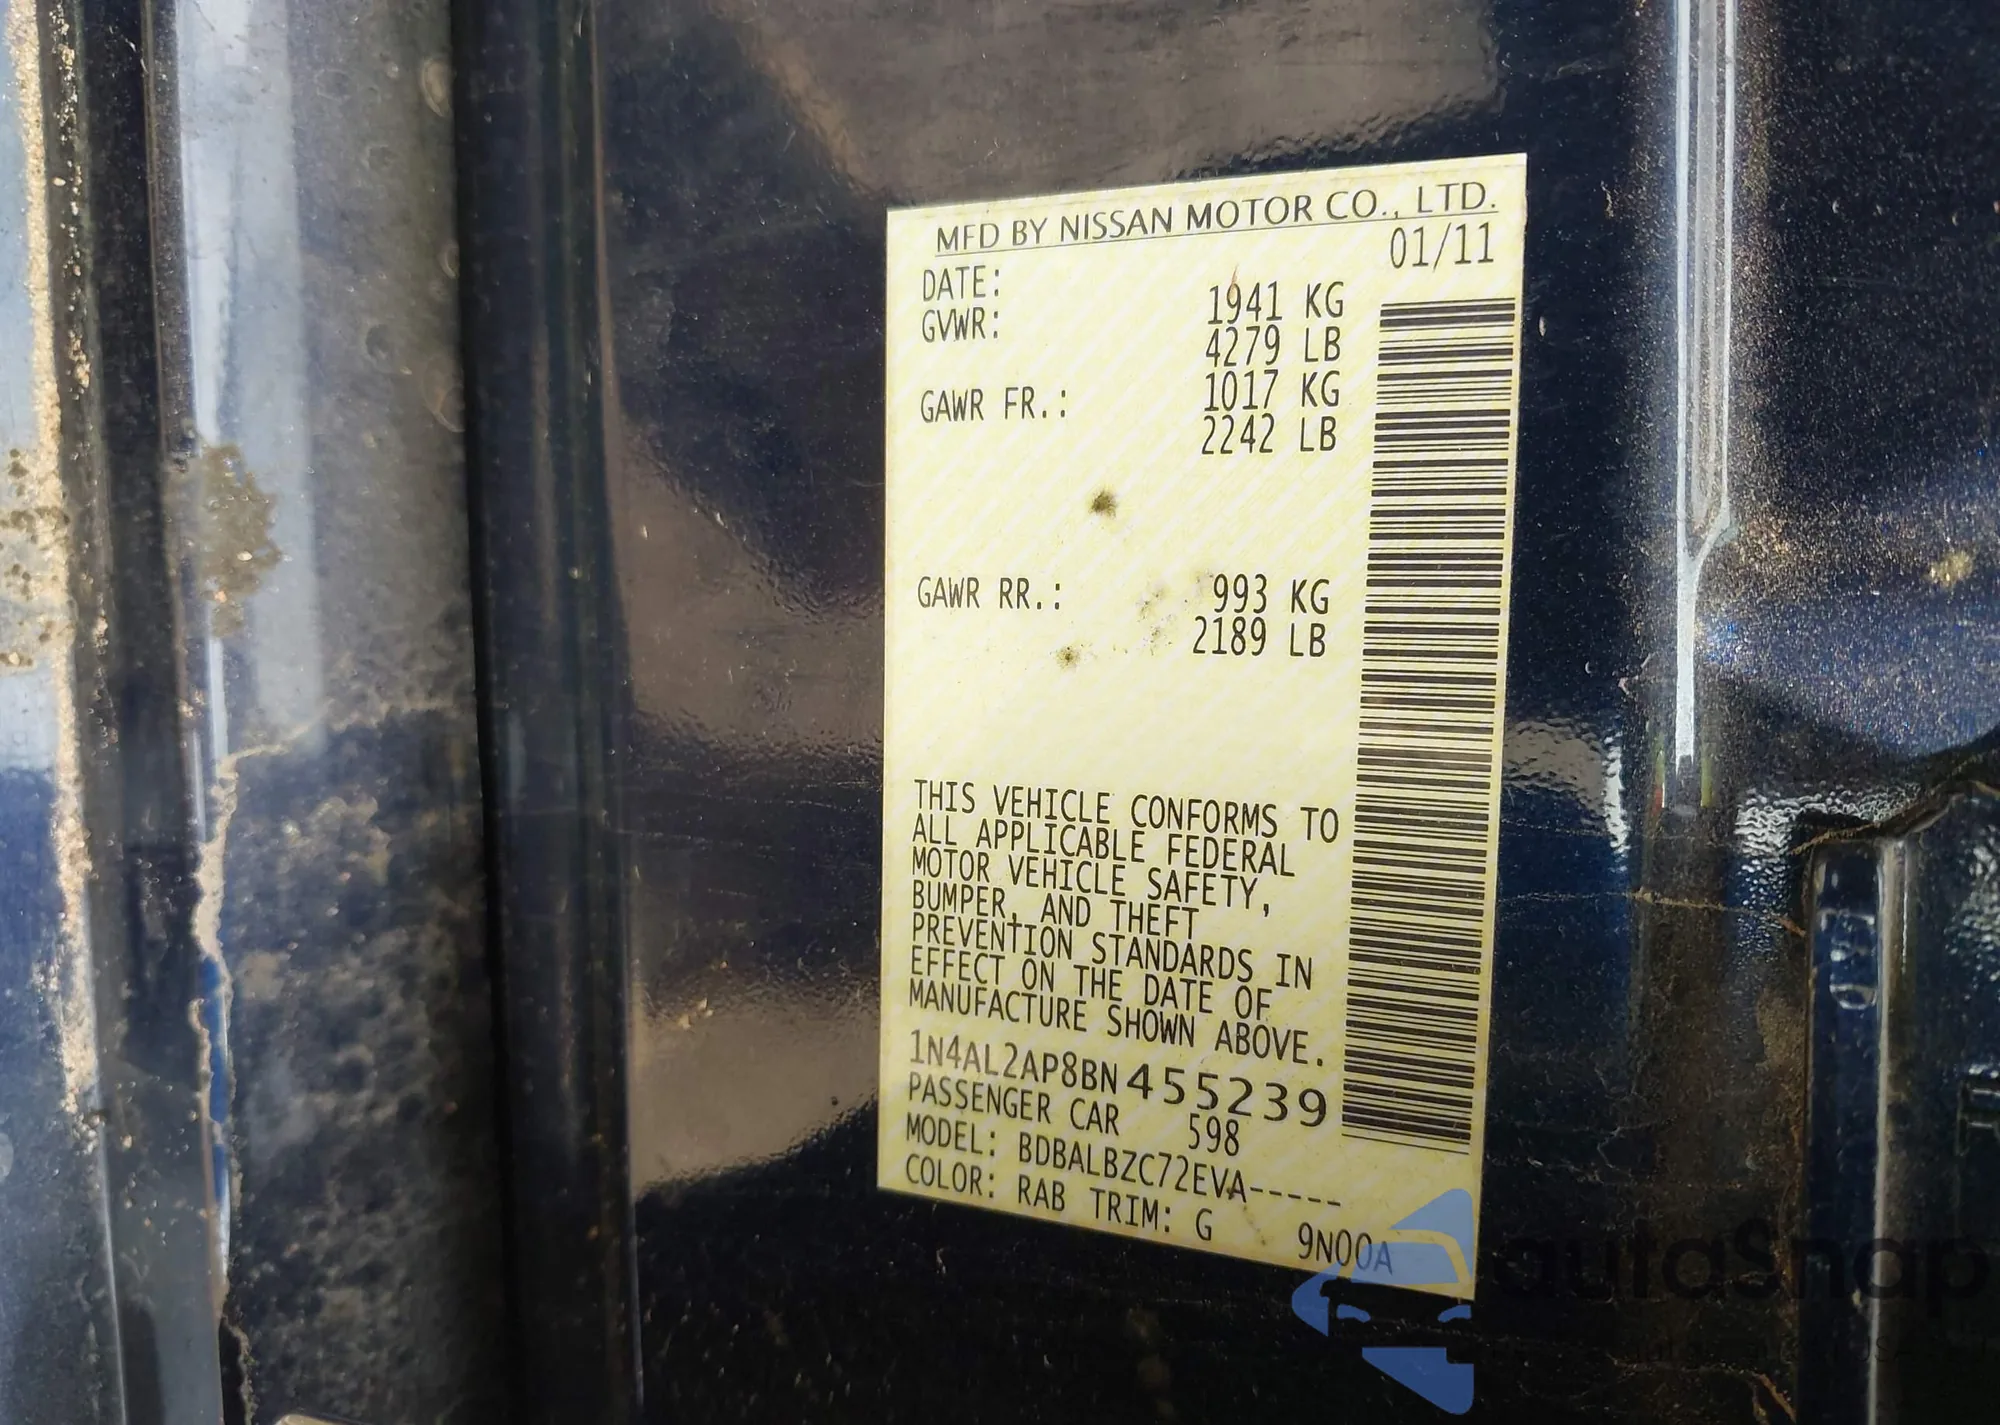 MFD BY NISSAN MOTOR CO., LTD.
DATE: 01/11
GVWR: 1941 KG
4279 LB
GAWR FR.: 1017 KG
2242 LB
GAWR RR.: 993 KG
2189 LB
THIS VEHICLE CONFORMS TO
ALL APPLICABLE FEDERAL
MOTOR VEHICLE SAFETY,
BUMPER, AND THEFT
PREVENTION STANDARDS IN
EFFECT ON THE DATE OF
MANUFACTURE SHOWN ABOVE.
1N4AL2AP8BN455239
PASSENGER CAR 598
MODEL: BDBALBZC72EVA-----
COLOR: RAB TRIM: G 9N00A
autasnap